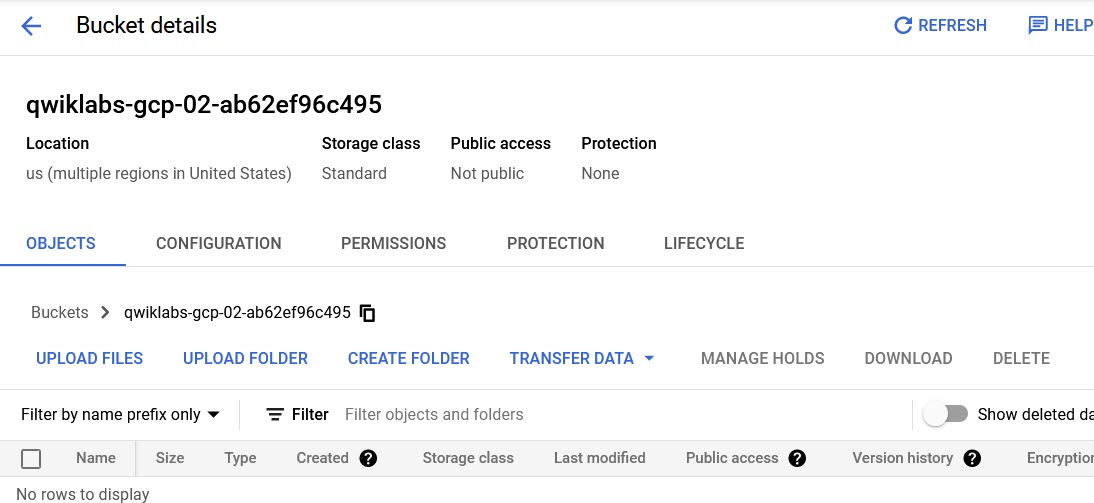 Bucket details REFRESH HELP
qwiklabs-gcp-02-ab62ef96c495
Location Storage class Public access Protection
us (multiple regions in United States) Standard Not public None
OBJECTS CONFIGURATION PERMISSIONS PROTECTION LIFECYCLE
Buckets > qwiklabs-gcp-02-ab62ef96c495
UPLOAD FILES UPLOAD FOLDER CREATE FOLDER TRANSFER DATA MANAGE HOLDS DOWNLOAD DELETE
Filter by name prefix only Filter Filter objects and folders Show deleted da
Name Size Type Created ? Storage class Last modified Public access ? Version history ? Encryption
No rows to display